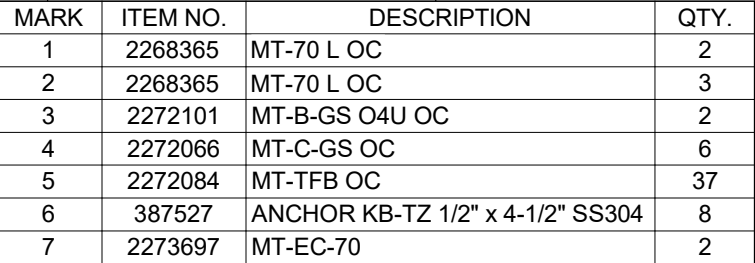 MARK ITEM NO. DESCRIPTION QTY.
1 2268365 MT-70 L OC 2
2 2268365 MT-70 L OC 3
3 2272101 MT-B-GS O4U OC 2
4 2272066 MT-C-GS OC 6
5 2272084 MT-TFB OC 37
6 387527 ANCHOR KB-TZ 1/2" x 4-1/2" SS304 8
7 2273697 MT-EC-70 2